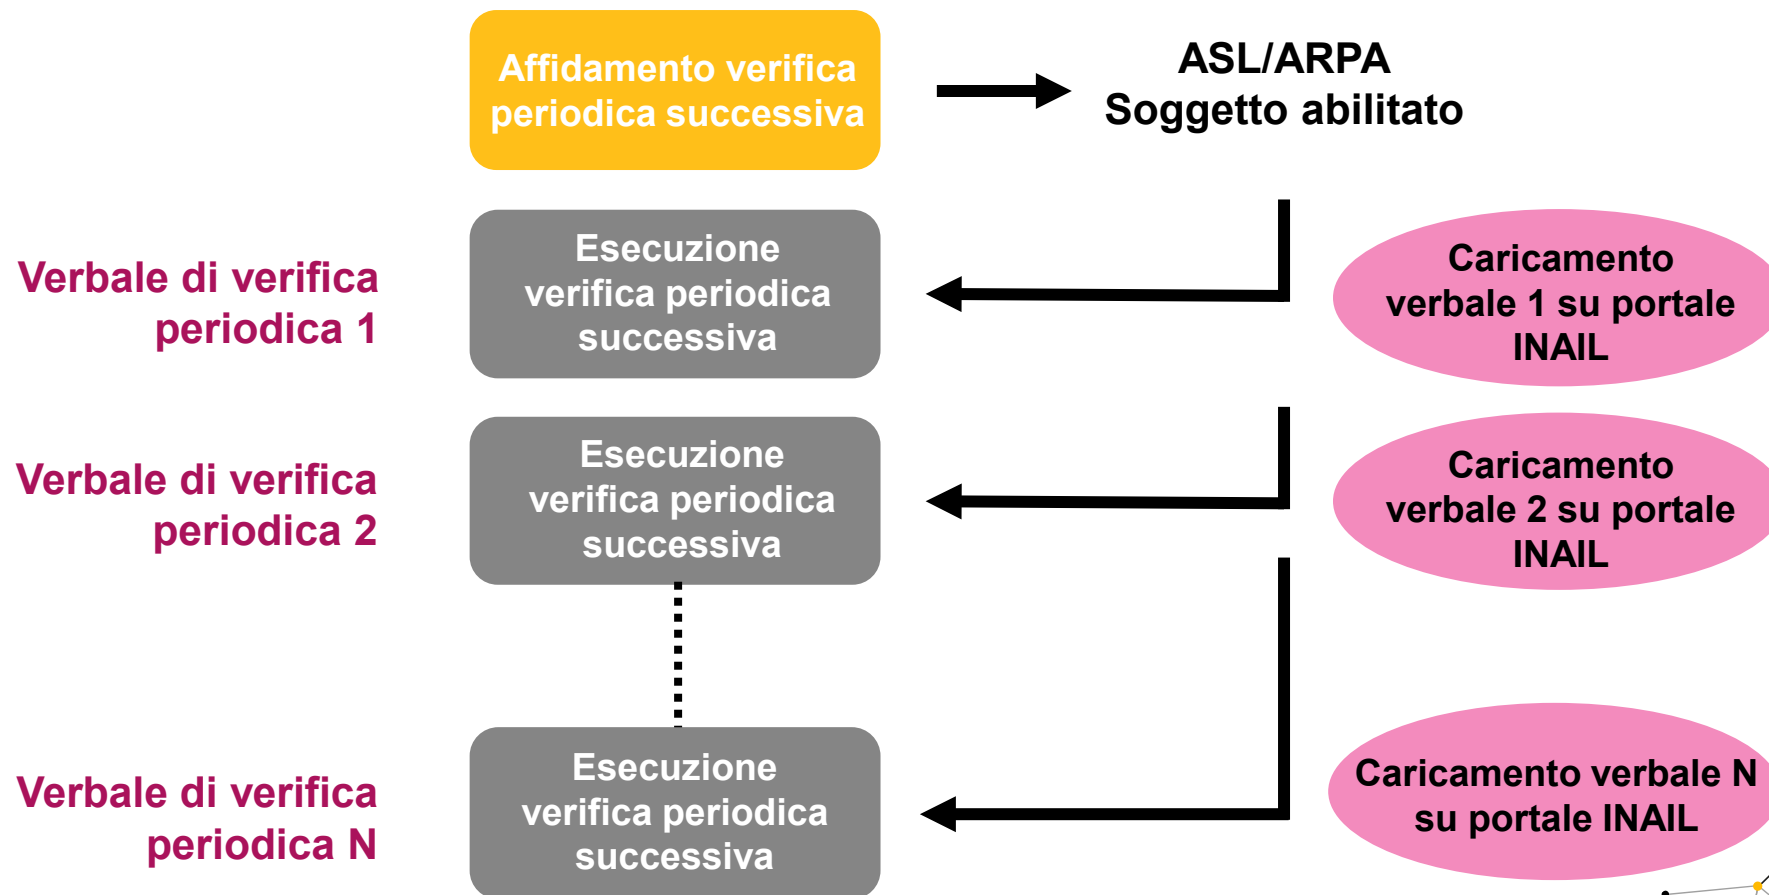 Affidamento verifica
periodica successiva
ASL/ARPA
Soggetto abilitato
Verbale di verifica
periodica 1
Esecuzione
verifica periodica
successiva
Caricamento
verbale 1 su portale
INAIL
Verbale di verifica
periodica 2
Esecuzione
verifica periodica
successiva
Caricamento
verbale 2 su portale
INAIL
Verbale di verifica
periodica N
Esecuzione
verifica periodica
successiva
Caricamento verbale N
su portale INAIL